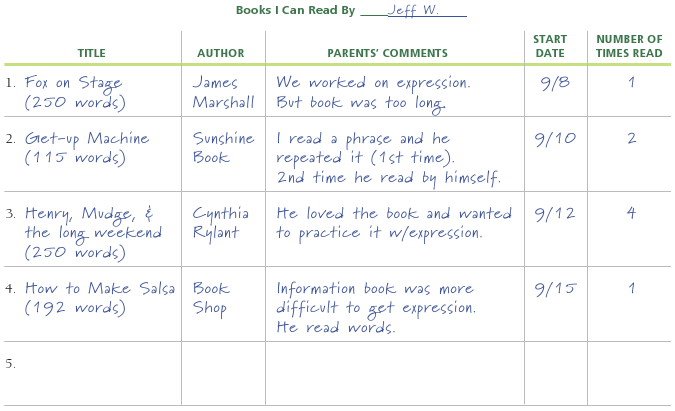 Books I Can Read By Jeff W.
TITLE AUTHOR PARENTS' COMMENTS START DATE NUMBER OF TIMES READ
1. Fox on Stage (250 words)
James Marshall
We worked on expression.
But book was too long.
9/8
1
2. Get-up Machine
(115 words)
Sunshine
Book
I read a phrase and he
repeated it (1st time).
2nd time he read by himself.
9/10
2
3. Henry, Mudge, &
the long weekend
(250 words)
Cynthia
Rylant
He loved the book and wanted
to practice it w/expression.
9/12
4
4. How to Make Salsa
(192 words)
Book
Shop
Information book was more
difficult to get expression.
He read words.
9/15
1
5.